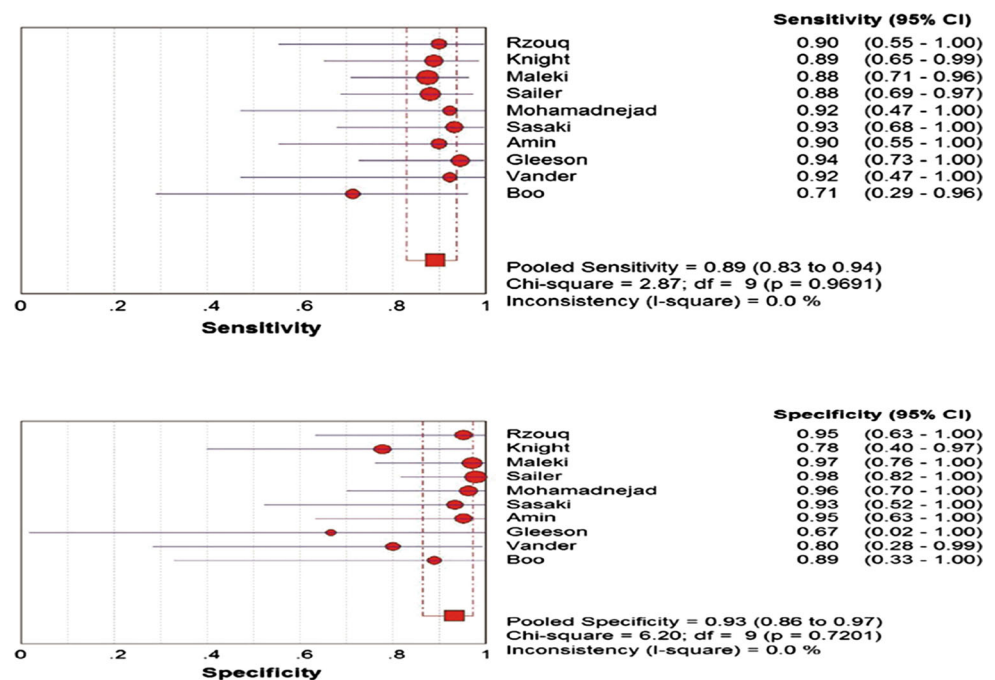 Sensitivity (95% CI)
Rzouq 0.90 (0.55 - 1.00)
Knight 0.89 (0.65 - 0.99)
Maleki 0.88 (0.71 - 0.96)
Sailer 0.88 (0.69 - 0.97)
Mohamadnejad 0.92 (0.47 - 1.00)
Sasaki 0.93 (0.68 - 1.00)
Amin 0.90 (0.55 - 1.00)
Gleeson 0.94 (0.73 - 1.00)
Vander 0.92 (0.47 - 1.00)
Boo 0.71 (0.29 - 0.96)
Pooled Sensitivity = 0.89 (0.83 to 0.94)
Chi-square = 2.87; df = 9 (p = 0.9691)
Inconsistency (I-square) = 0.0 %
0 .2 .4 .6 .8 1
Sensitivity
Specificity (95% CI)
Rzouq 0.95 (0.63 - 1.00)
Knight 0.78 (0.40 - 0.97)
Maleki 0.97 (0.76 - 1.00)
Sailer 0.98 (0.82 - 1.00)
Mohamadnejad 0.96 (0.70 - 1.00)
Sasaki 0.93 (0.52 - 1.00)
Amin 0.95 (0.63 - 1.00)
Gleeson 0.67 (0.02 - 1.00)
Vander 0.80 (0.28 - 0.99)
Boo 0.89 (0.33 - 1.00)
Pooled Specificity = 0.93 (0.86 to 0.97)
Chi-square = 6.20; df = 9 (p = 0.7201)
Inconsistency (I-square) = 0.0 %
0 .2 .4 .6 .8 1
Specificity